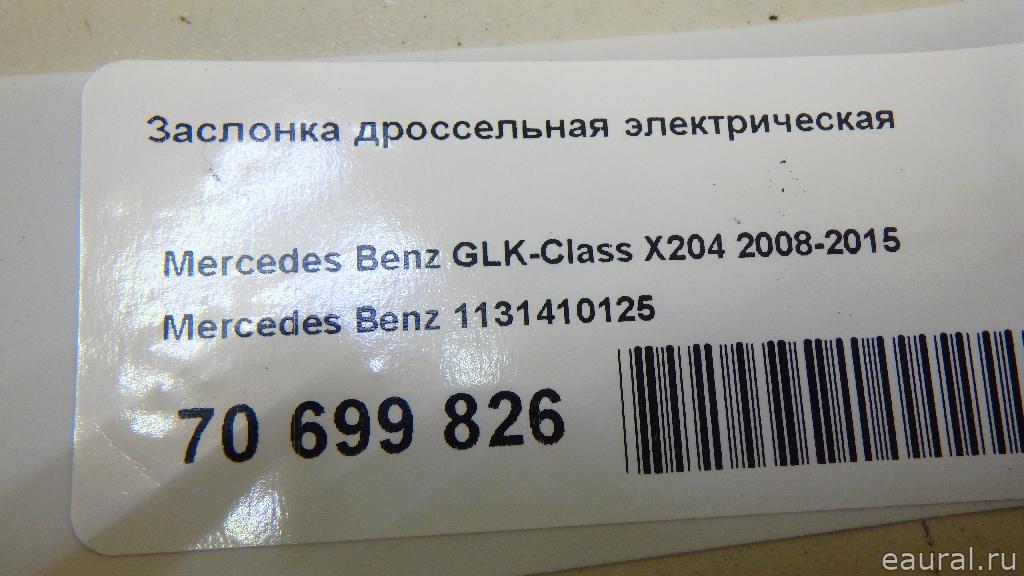 Заслонка дроссельная электрическая
Mercedes Benz GLK-Class X204 2008-2015
Mercedes Benz 1131410125
70 699 826
eaural.ru